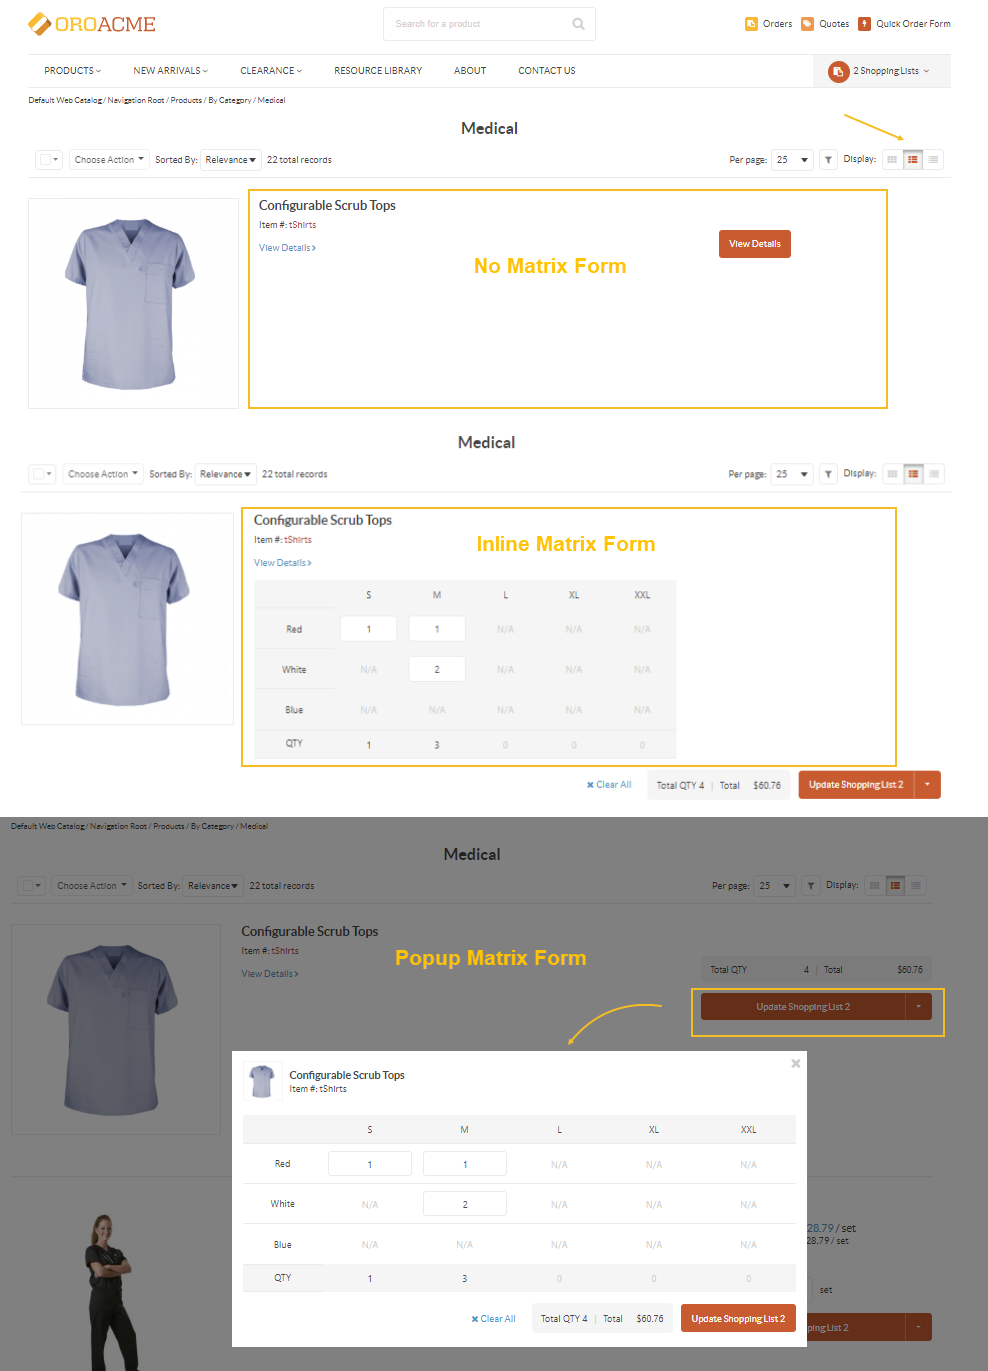 OROACME
Search for a product
Orders Quotes Quick Order Form
PRODUCTS NEW ARRIVALS CLEARANCE RESOURCE LIBRARY ABOUT CONTACT US 2 Shopping Lists
Default Web Catalog / Navigation Root / Products / By Category / Medical
Medical
Choose Action Sorted By: Relevance 22 total records Per page: 25 Display:
Configurable Scrub Tops
Item #: tShirts
View Details
View Details
No Matrix Form
Medical
Choose Action Sorted By: Relevance 22 total records Per page: 25 Display:
Configurable Scrub Tops
Item #: tShirts
Inline Matrix Form
View Details
S M L XL XXL
Red 1 1 N/A N/A N/A
White N/A 2 N/A N/A N/A
Blue N/A N/A N/A N/A N/A
QTY 1 3 0 0 0
Clear All Total QTY 4 | Total $60.76 Update Shopping List 2
Default Web Catalog / Navigation Root / Products / By Category / Medical
Medical
Choose Action Sorted By: Relevance 22 total records Per page: 25 Display:
Configurable Scrub Tops
Item #: tShirts
Popup Matrix Form
View Details
Total QTY 4 | Total $60.76
Update Shopping List 2
Configurable Scrub Tops
Item #: tShirts
S M L XL XXL
Red 1 1 N/A N/A N/A
White N/A 2 N/A N/A N/A
Blue N/A N/A N/A N/A N/A
QTY 1 3 0 0 0
Clear All Total QTY 4 | Total $60.76 Update Shopping List 2
28.79 / set
28.79 / set
set
ping List 2